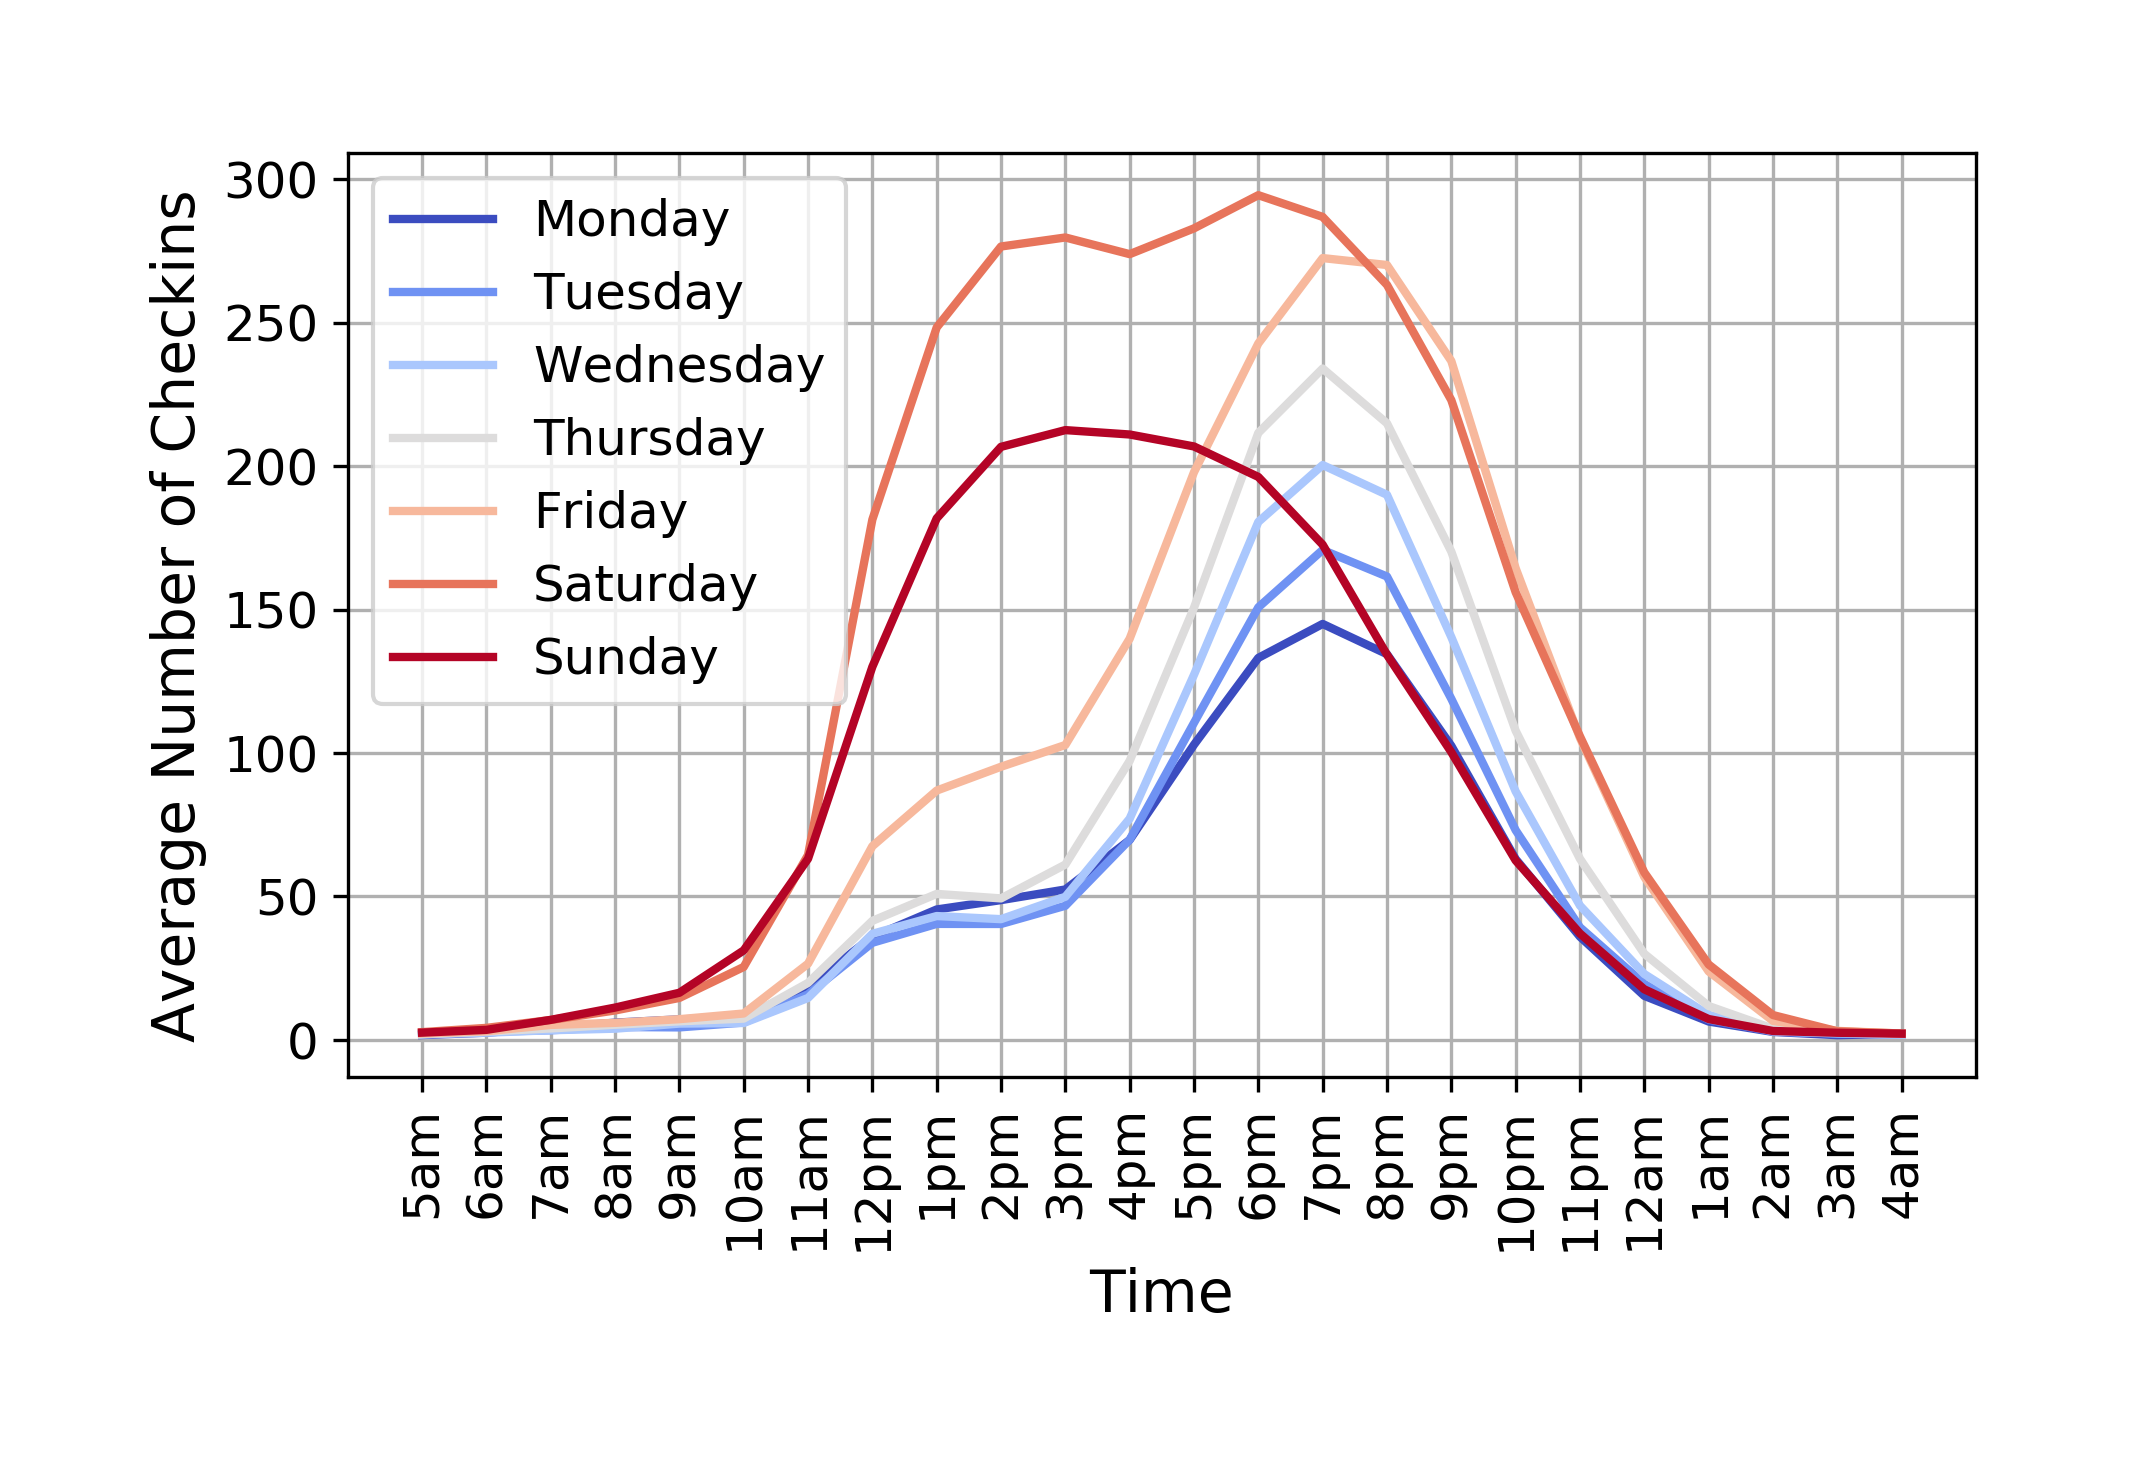 Average Number of Checkins
300
250
200
150
100
50
0
Monday
Tuesday
Wednesday
Thursday
Friday
Saturday
Sunday
5am
6am
7am
8am
9am
10am
11am
12pm
1pm
2pm
3pm
4pm
5pm
6pm
7pm
8pm
9pm
10pm
11pm
12am
1am
2am
3am
4am
Time